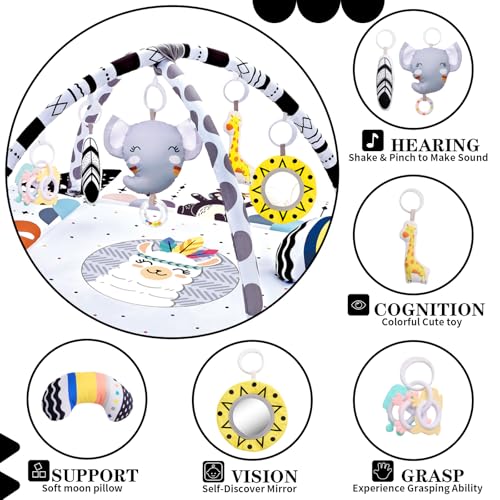 HEARING
Shake & Pinch to Make Sound
COGNITION
Colorful Cute toy
SUPPORT
Soft moon pillow
VISION
Self-Discover Mirror
GRASP
Experience Grasping Ability